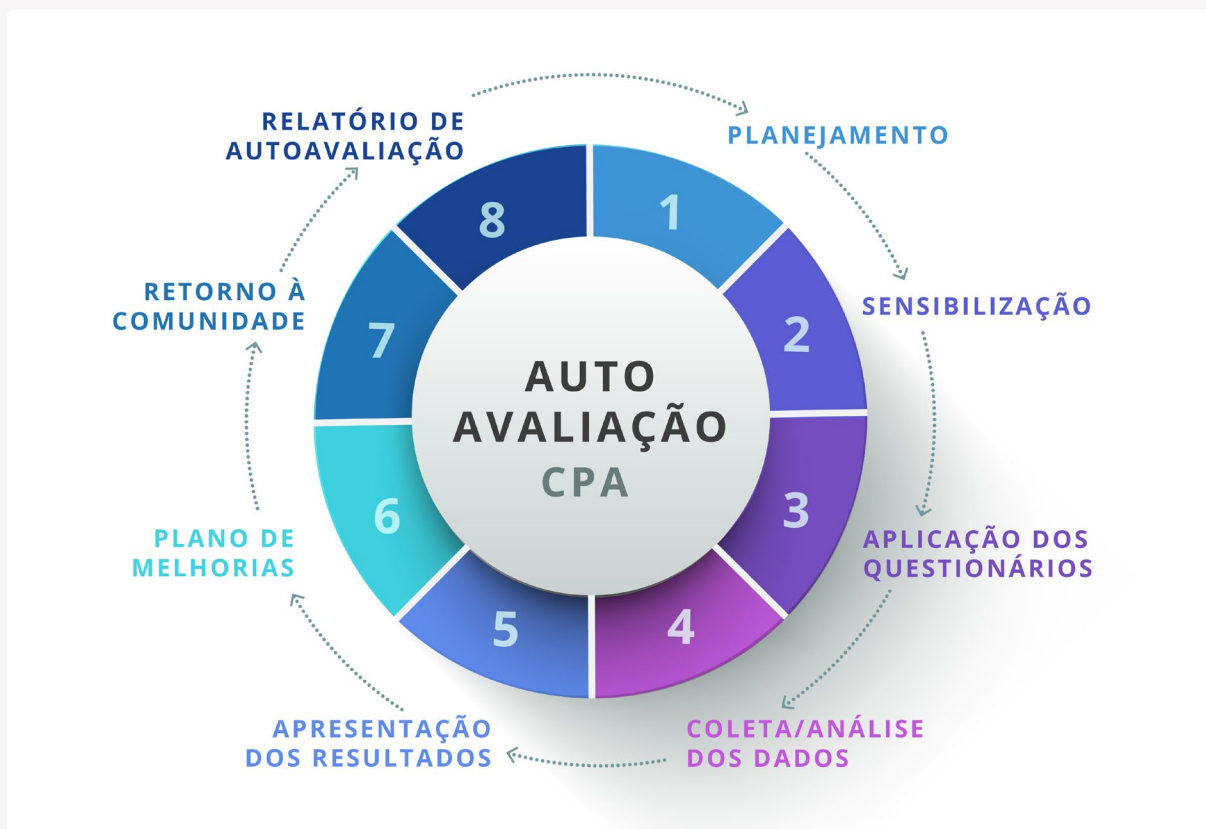 AUTO
AVALIAÇÃO
CPA
1
PLANEJAMENTO
2
SENSIBILIZAÇÃO
3
APLICAÇÃO DOS
QUESTIONÁRIOS
4
COLETA/ANÁLISE
DOS DADOS
5
APRESENTAÇÃO
DOS RESULTADOS
6
PLANO DE
MELHORIAS
7
RETORNO À
COMUNIDADE
8
RELATÓRIO DE
AUTOAVALIAÇÃO